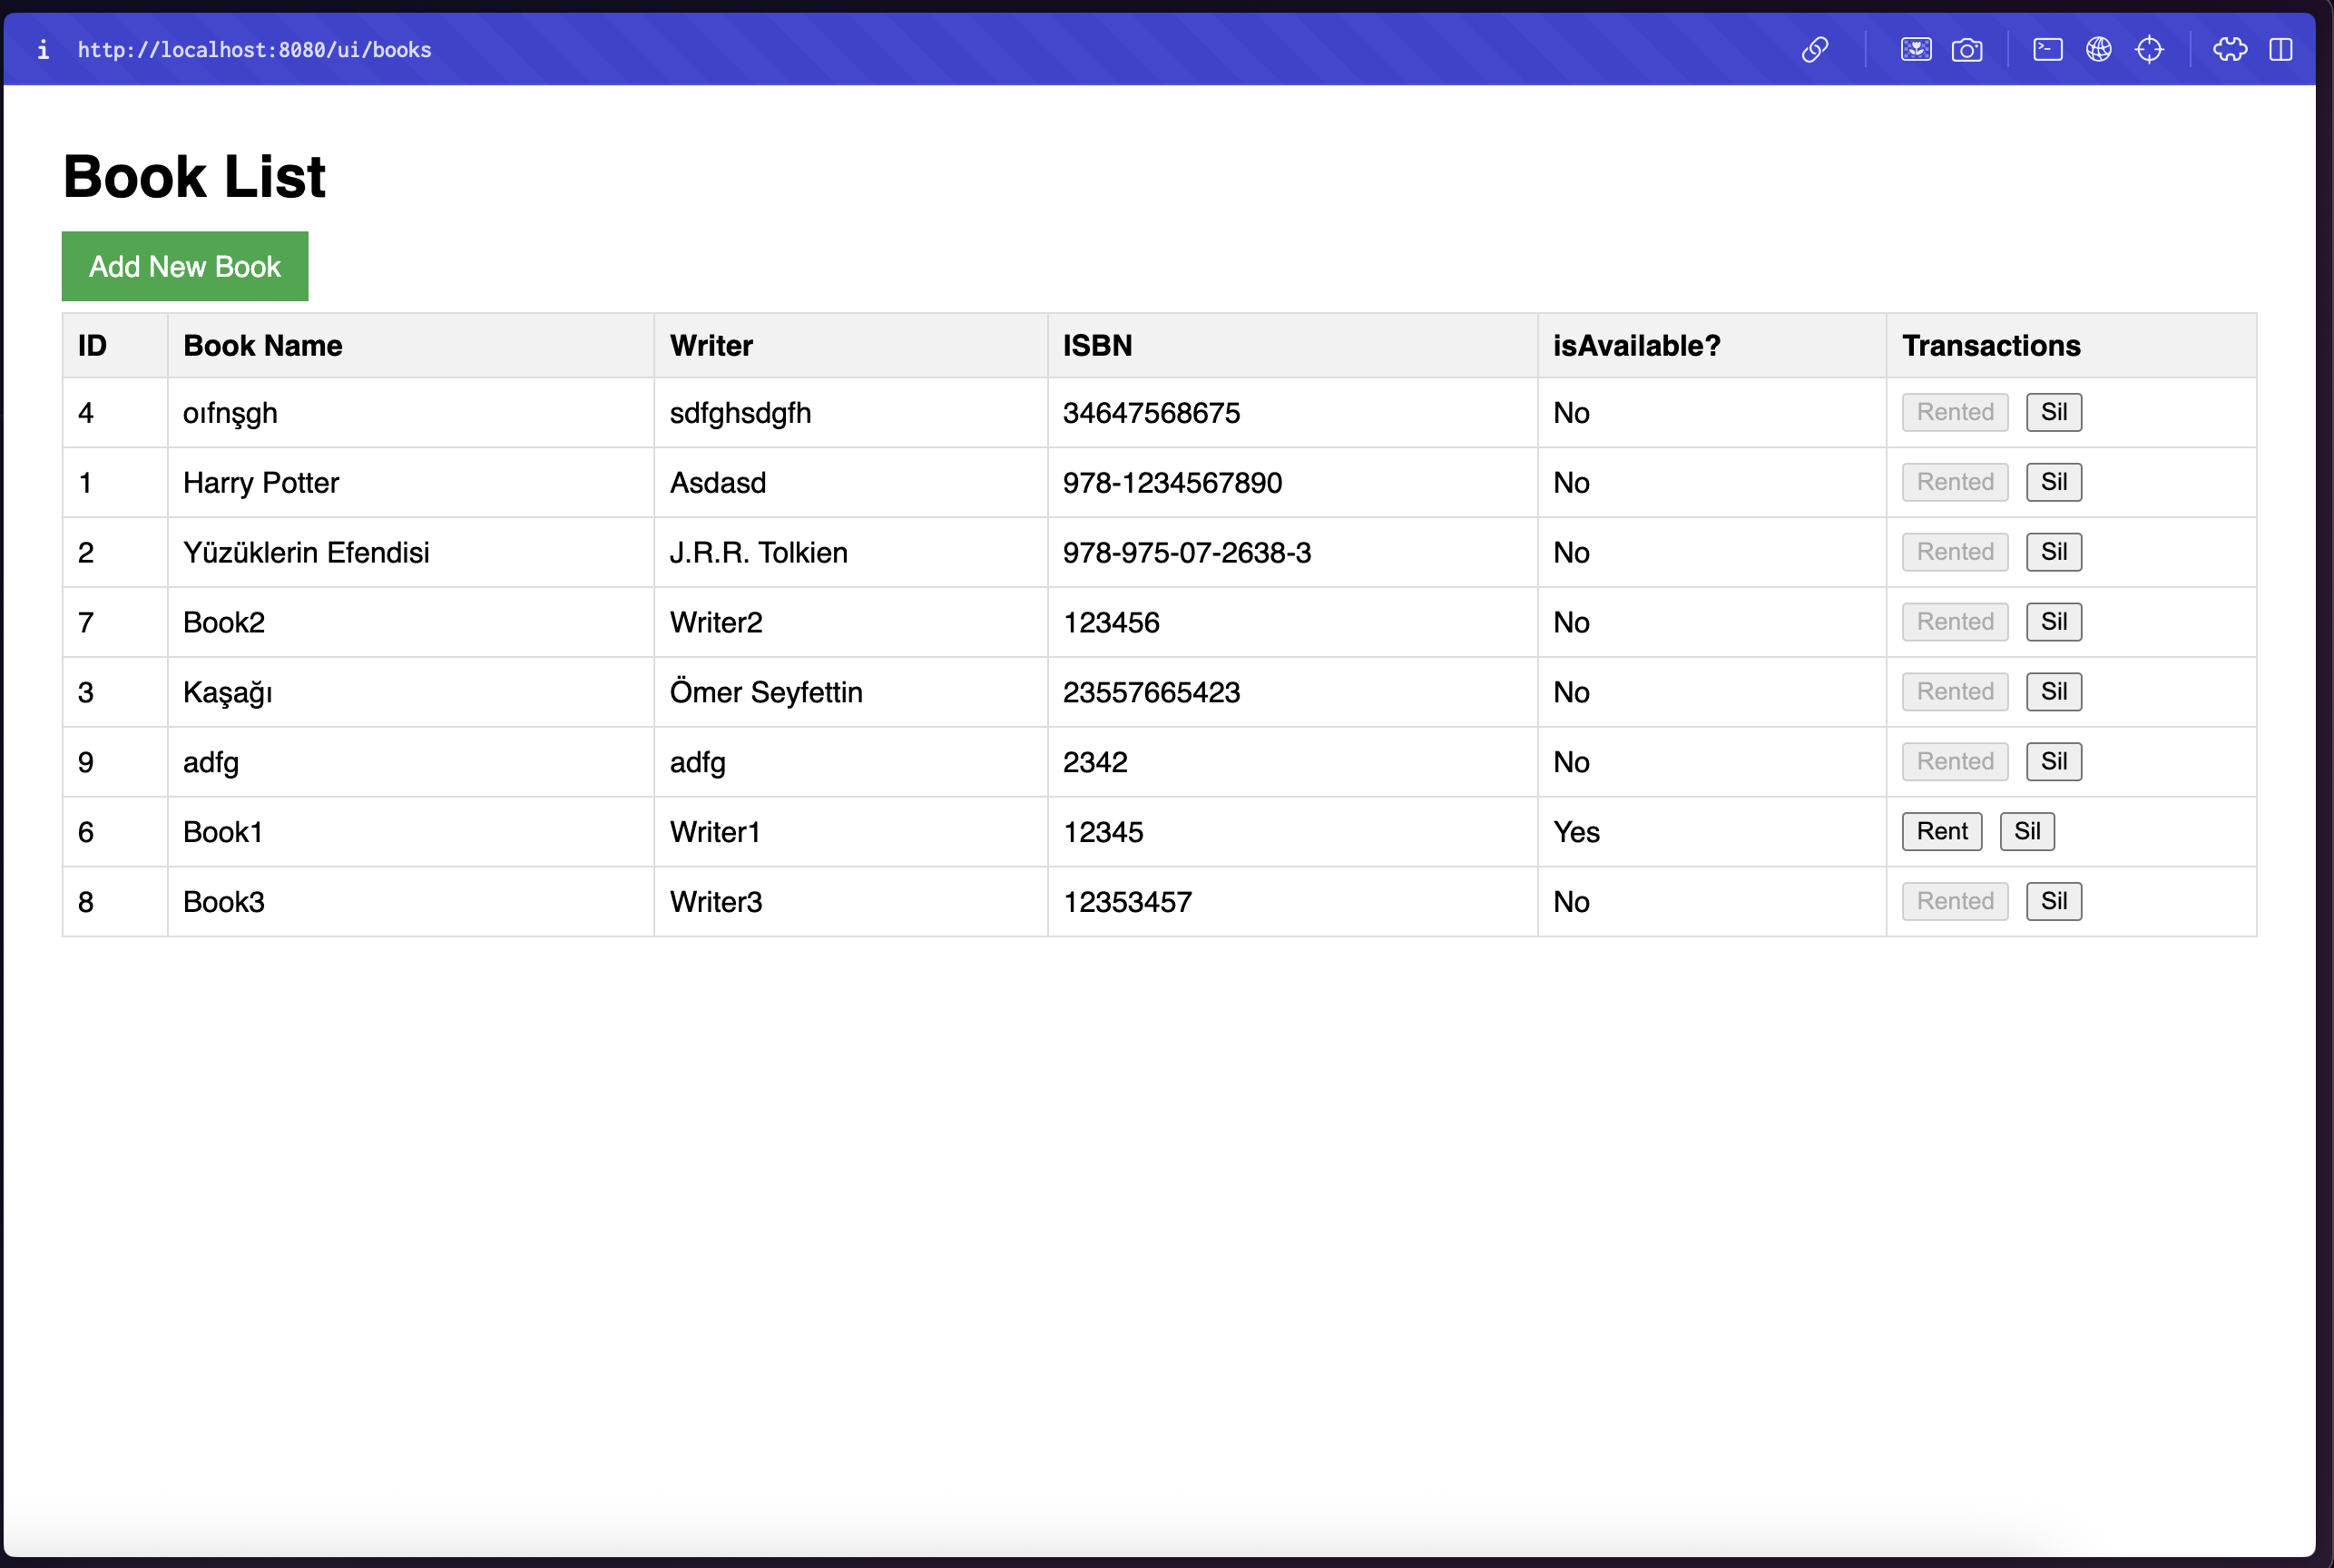 i http://localhost:8080/ui/books
Book List
Add New Book
ID Book Name Writer ISBN isAvailable? Transactions
4 oıfnşgh sdfghsdgfh 34647568675 No Rented Sil
1 Harry Potter Asdasd 978-1234567890 No Rented Sil
2 Yüzüklerin Efendisi J.R.R. Tolkien 978-975-07-2638-3 No Rented Sil
7 Book2 Writer2 123456 No Rented Sil
3 Kaşağı Ömer Seyfettin 23557665423 No Rented Sil
9 adfg adfg 2342 No Rented Sil
6 Book1 Writer1 12345 Yes Rent Sil
8 Book3 Writer3 12353457 No Rented Sil